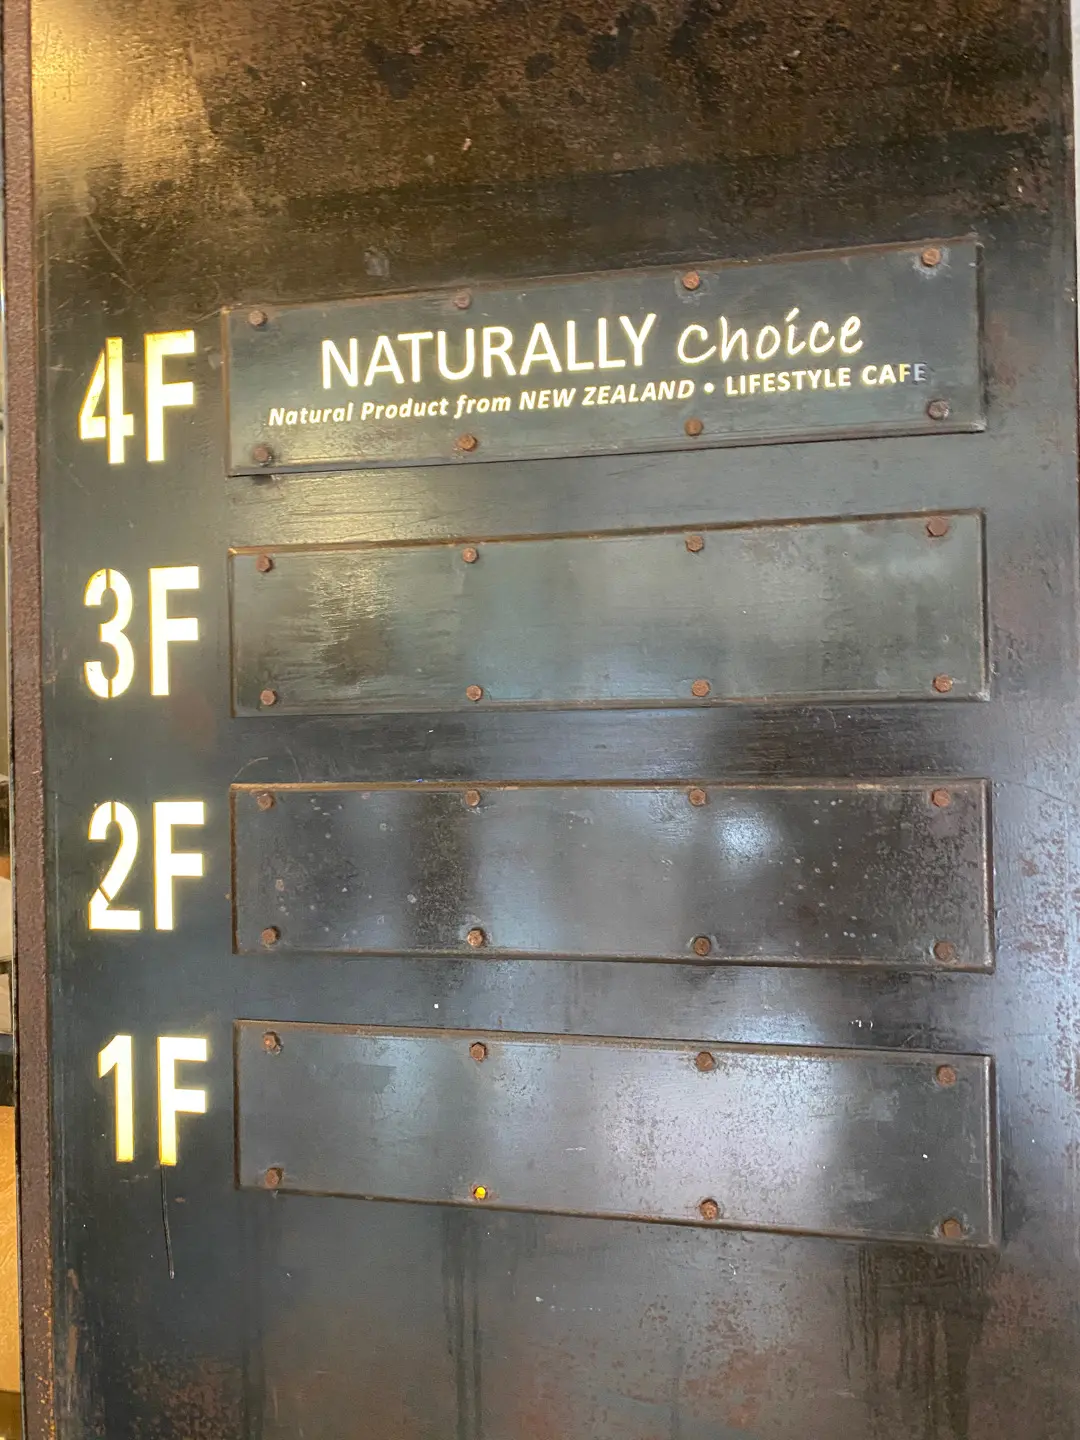 4F
NATURALLY choice
Natural Product from NEW ZEALAND • LIFESTYLE CAFE
3F
2F
1F